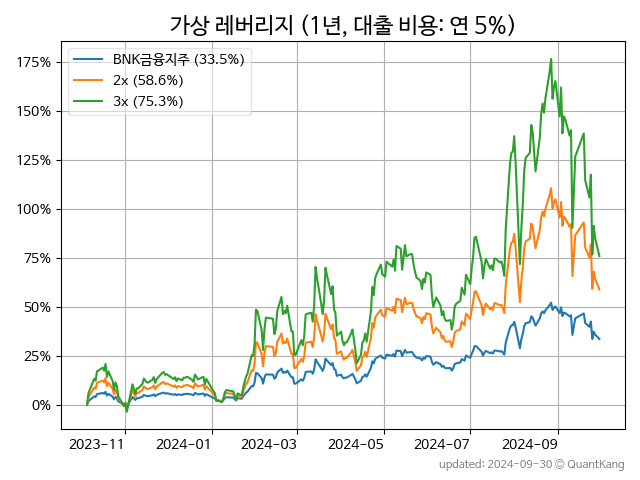 가상 레버리지 (1년, 대출 비용: 연 5%)
BNK금융지주 (33.5%)
2x (58.6%)
3x (75.3%)
175%
150%
125%
100%
75%
50%
25%
0%
2023-11
2024-01
2024-03
2024-05
2024-07
2024-09
updated: 2024-09-30 © QuantKang